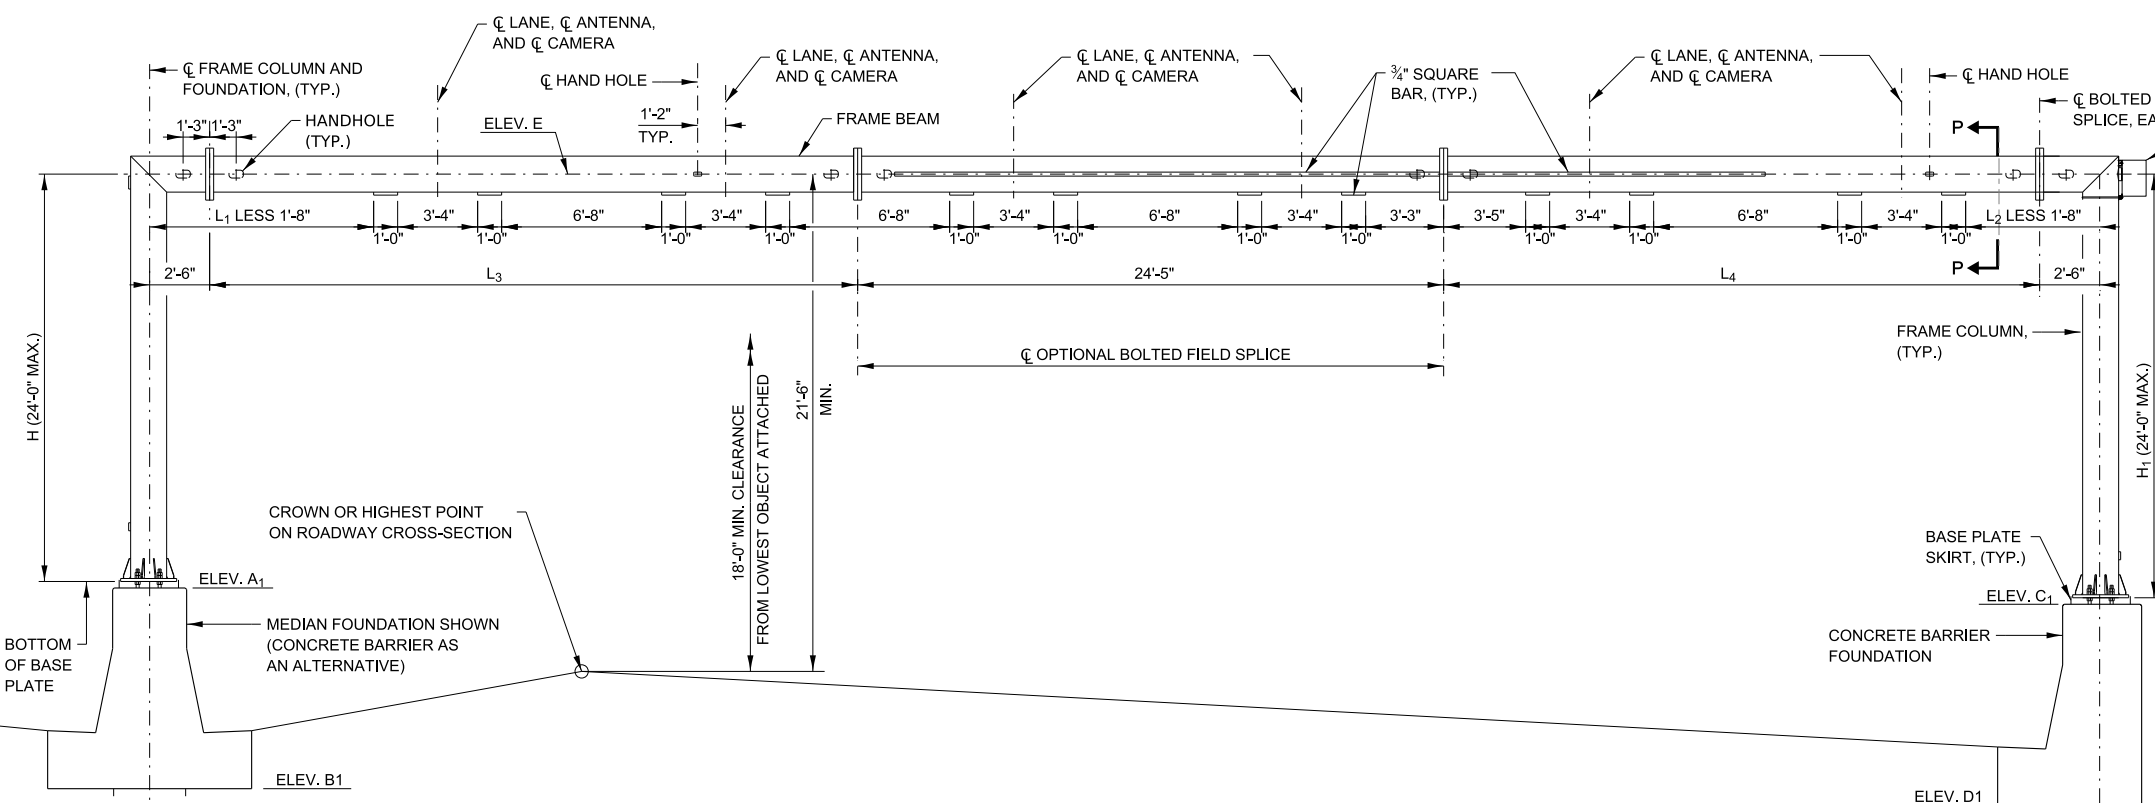 ℄ LANE, ℄ ANTENNA,
AND ℄ CAMERA
℄ FRAME COLUMN AND
FOUNDATION, (TYP.)
℄ HAND HOLE
℄ LANE, ℄ ANTENNA,
AND ℄ CAMERA
℄ LANE, ℄ ANTENNA,
AND ℄ CAMERA
¾" SQUARE
BAR, (TYP.)
℄ LANE, ℄ ANTENNA,
AND ℄ CAMERA
℄ HAND HOLE
℄ BOLTED
SPLICE, EA
1'-3"
1'-3"
HANDHOLE
(TYP.)
ELEV. E
1'-2"
TYP.
FRAME BEAM
P
L1 LESS 1'-8"
3'-4"
6'-8"
3'-4"
6'-8"
3'-4"
6'-8"
3'-4"
3'-3"
3'-5"
3'-4"
6'-8"
3'-4"
L2 LESS 1'-8"
1'-0"
1'-0"
1'-0"
1'-0"
1'-0"
1'-0"
1'-0"
1'-0"
1'-0"
1'-0"
1'-0"
1'-0"
2'-6"
L3
24'-5"
L4
P
2'-6"
H (24'-0" MAX.)
℄ OPTIONAL BOLTED FIELD SPLICE
18'-0" MIN. CLEARANCE
FROM LOWEST OBJECT ATTACHED
21'-6"
MIN.
FRAME COLUMN,
(TYP.)
H1 (24'-0" MAX.)
CROWN OR HIGHEST POINT
ON ROADWAY CROSS-SECTION
BASE PLATE
SKIRT, (TYP.)
ELEV. A1
ELEV. C1
BOTTOM
OF BASE
PLATE
MEDIAN FOUNDATION SHOWN
(CONCRETE BARRIER AS
AN ALTERNATIVE)
CONCRETE BARRIER
FOUNDATION
ELEV. B1
ELEV. D1